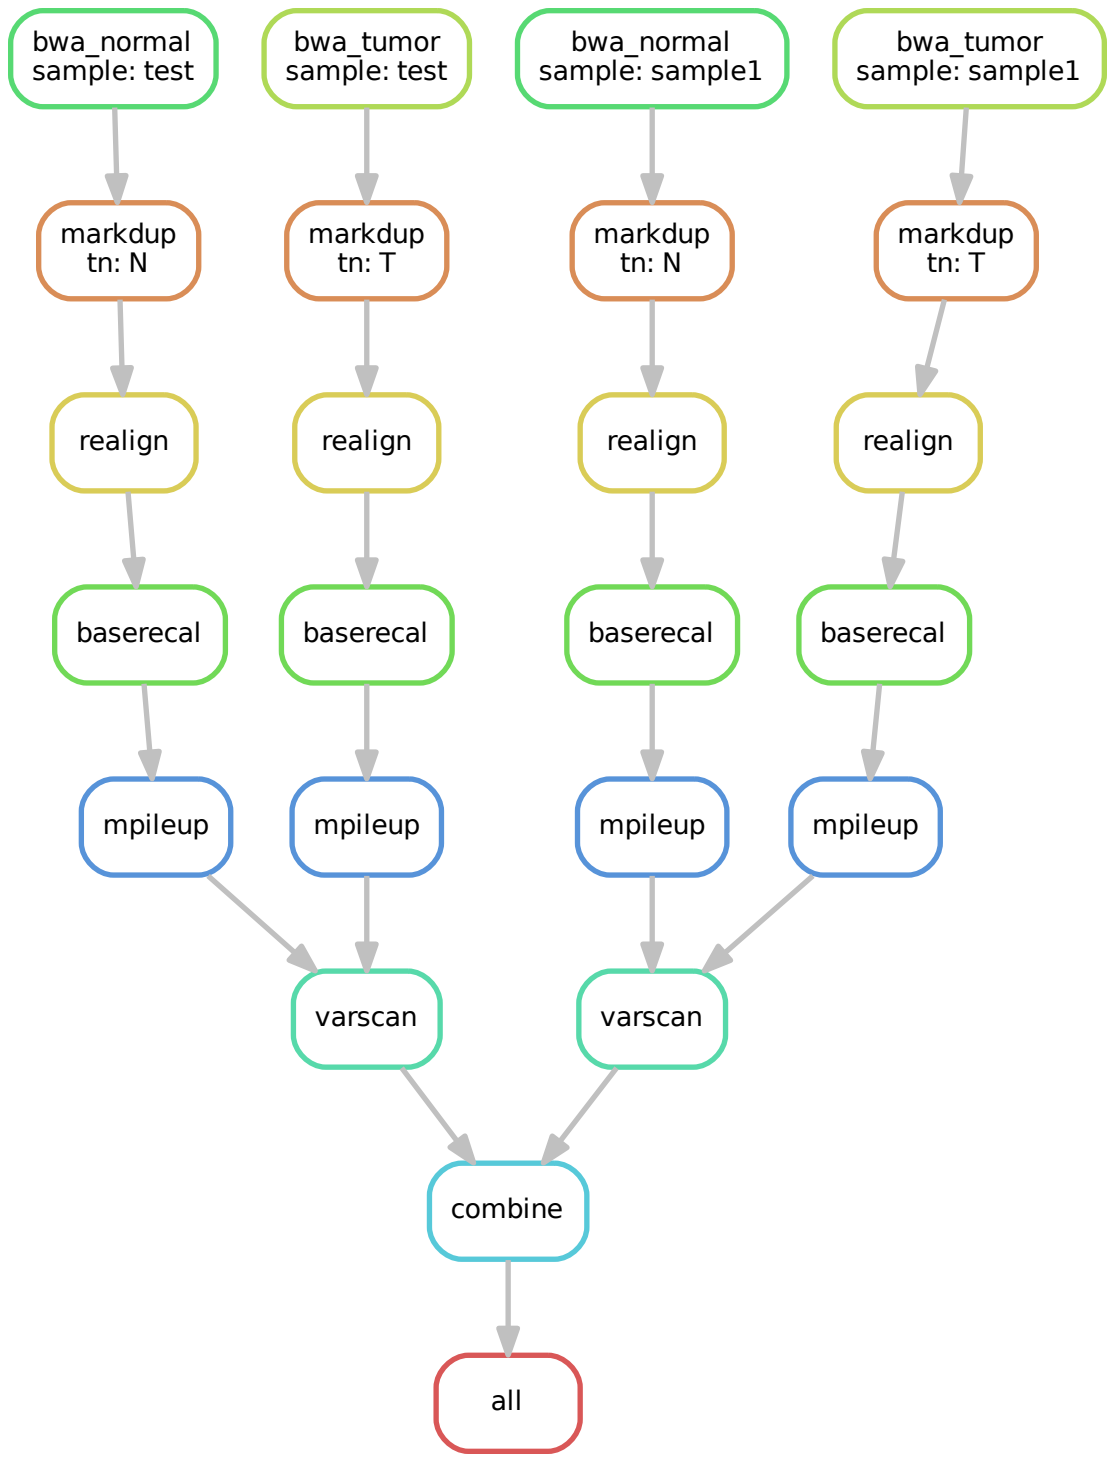 bwa_normal
sample: test
bwa_tumor
sample: test
bwa_normal
sample: sample1
bwa_tumor
sample: sample1
markdup
tn: N
markdup
tn: T
markdup
tn: N
markdup
tn: T
realign
realign
realign
realign
baserecal
baserecal
baserecal
baserecal
mpileup
mpileup
mpileup
mpileup
varscan
varscan
combine
all